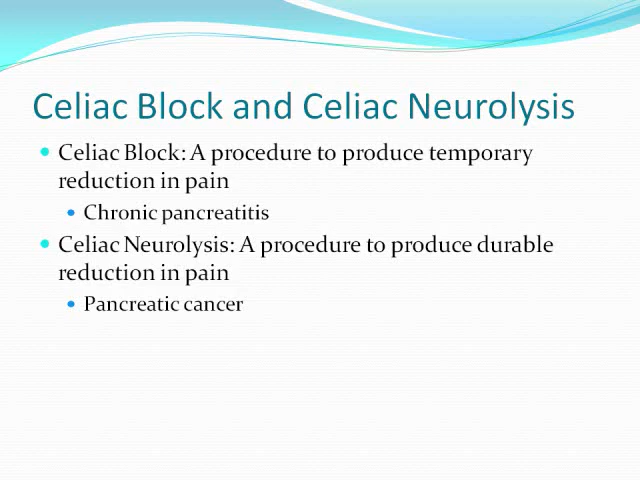 Celiac Block and Celiac Neurolysis
Celiac Block: A procedure to produce temporary
reduction in pain
Chronic pancreatitis
Celiac Neurolysis: A procedure to produce durable
reduction in pain
Pancreatic cancer